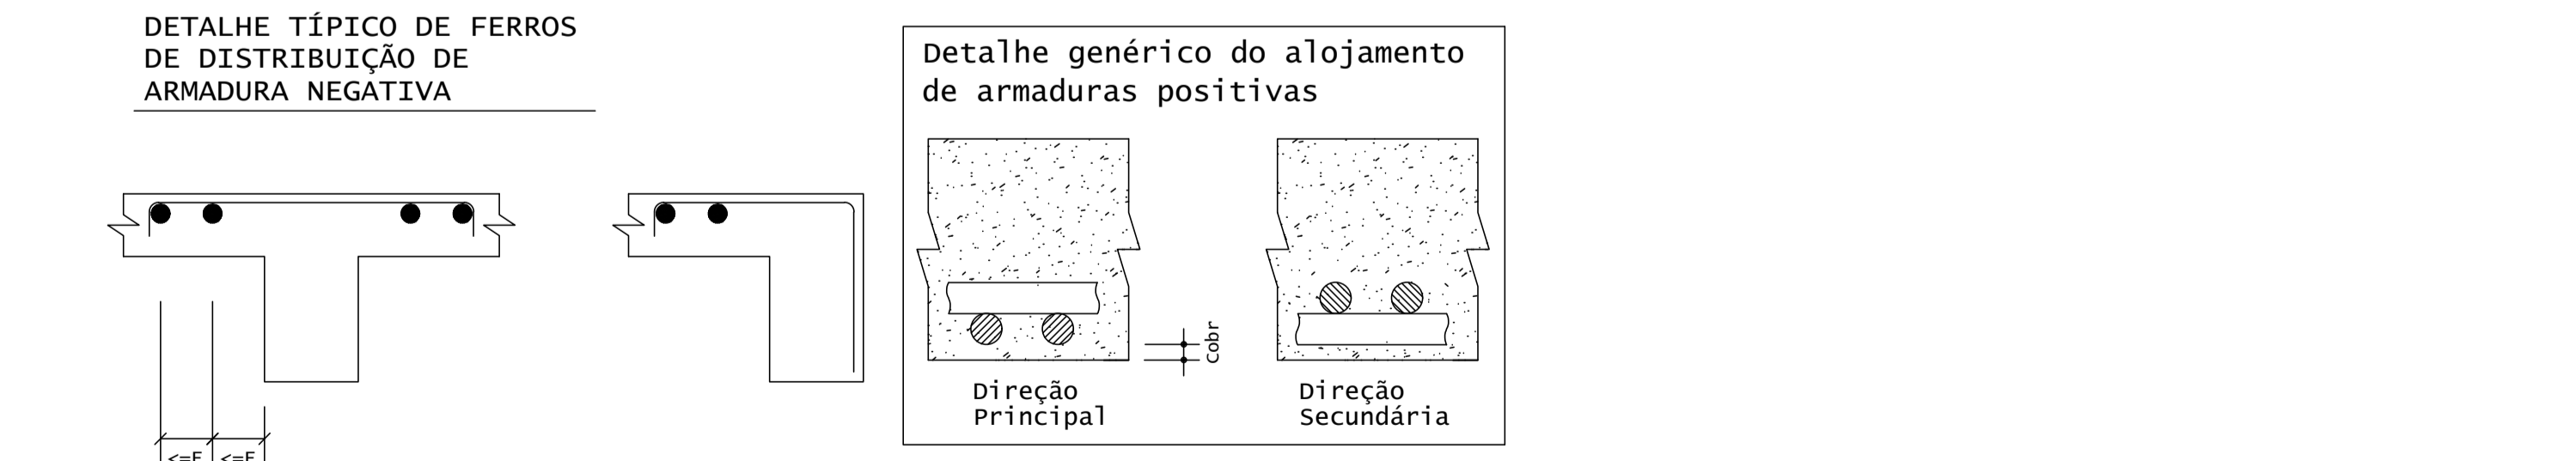 DETALHE TÍPICO DE FERROS
DE DISTRIBUIÇÃO DE
ARMADURA NEGATIVA
Detalhe genérico do alojamento
de armaduras positivas
Cobr
Direção
Principal
Direção
Secundária